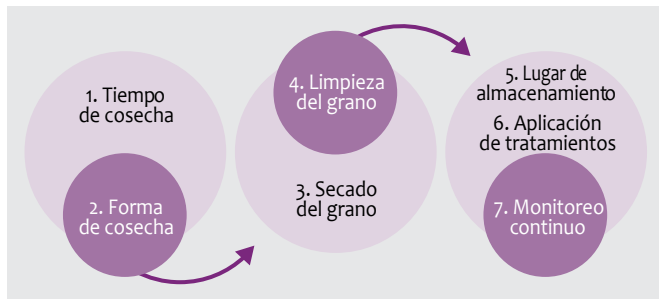 1. Tiempo
de cosecha
2. Forma
de cosecha
4. Limpieza
del grano
3. Secado
del grano
5. Lugar de
almacenamiento
6. Aplicación
de tratamientos
7. Monitoreo
continuo